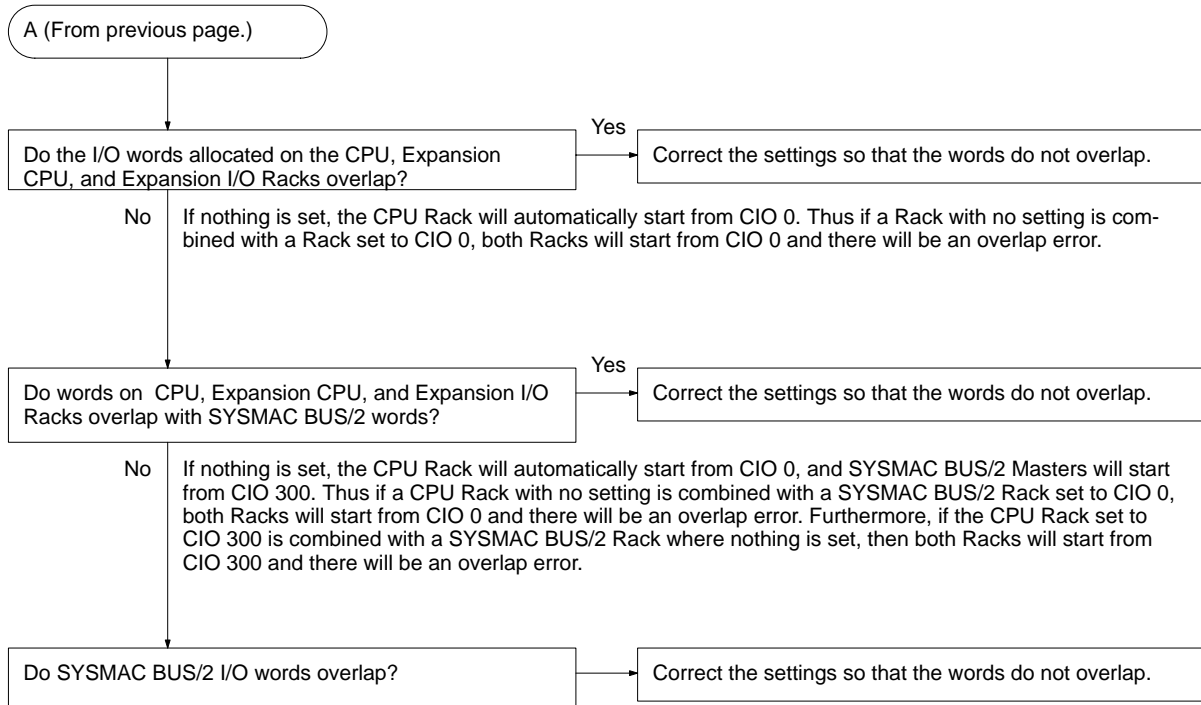 A (From previous page.)
Yes
Do the I/O words allocated on the CPU, Expansion
CPU, and Expansion I/O Racks overlap?
Correct the settings so that the words do not overlap.
No
If nothing is set, the CPU Rack will automatically start from CIO 0. Thus if a Rack with no setting is com-
bined with a Rack set to CIO 0, both Racks will start from CIO 0 and there will be an overlap error.
Yes
Do words on CPU, Expansion CPU, and Expansion I/O
Racks overlap with SYSMAC BUS/2 words?
Correct the settings so that the words do not overlap.
No
If nothing is set, the CPU Rack will automatically start from CIO 0, and SYSMAC BUS/2 Masters will start
from CIO 300. Thus if a CPU Rack with no setting is combined with a SYSMAC BUS/2 Rack set to CIO 0,
both Racks will start from CIO 0 and there will be an overlap error. Furthermore, if the CPU Rack set to
CIO 300 is combined with a SYSMAC BUS/2 Rack where nothing is set, then both Racks will start from
CIO 300 and there will be an overlap error.
Do SYSMAC BUS/2 I/O words overlap?
Correct the settings so that the words do not overlap.